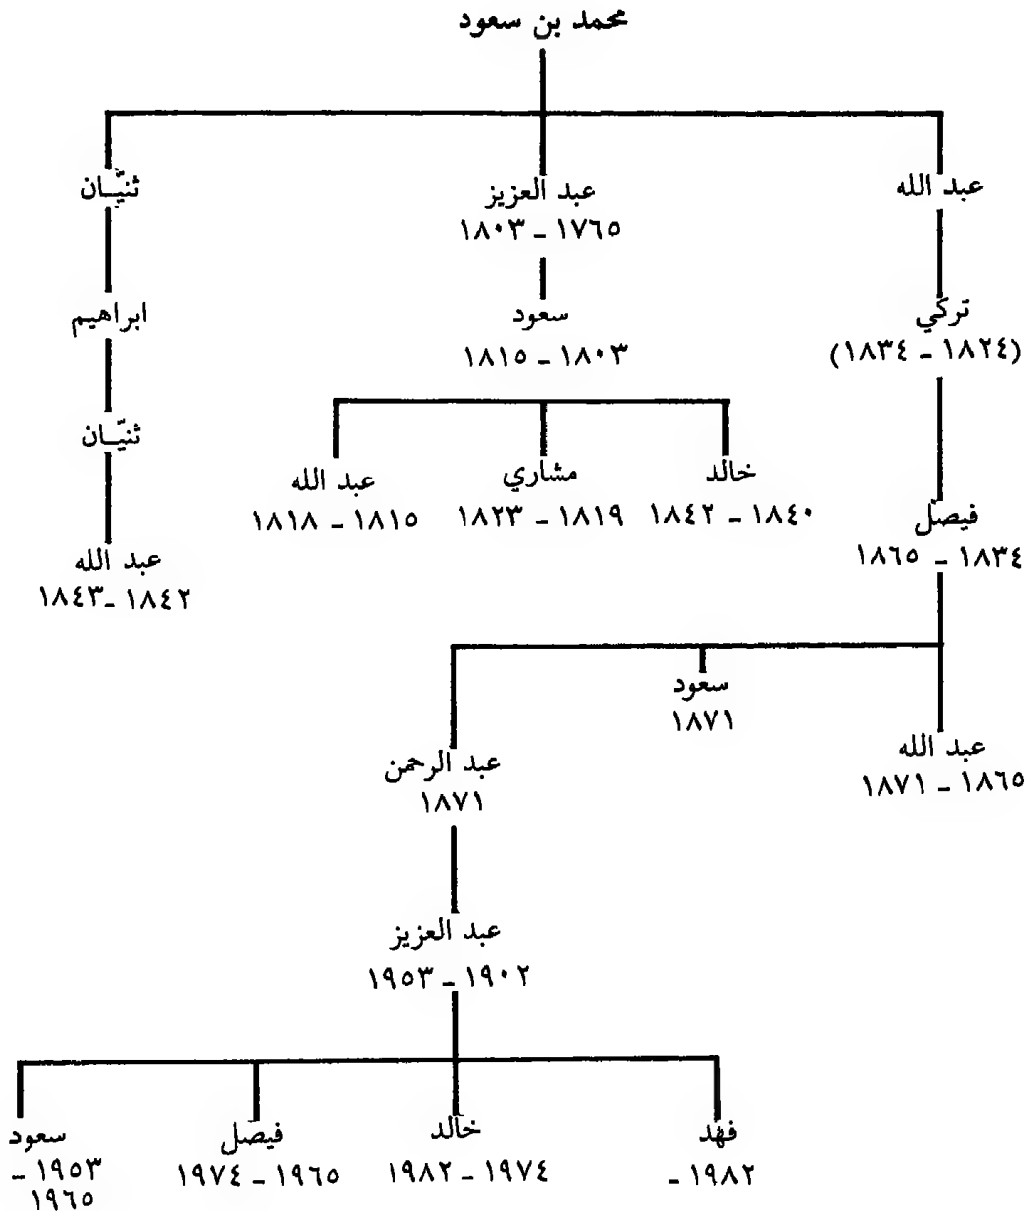 محمد بن سعود
عبد الله
عبد العزيز
١٧٦٥ - ١٨٠٣
ثنيّان
تركي
(١٨٢٤ - ١٨٣٤)
سعود
١٨٠٣ - ١٨١٥
ابراهيم
ثنيّان
خالد
١٨٤٠ - ١٨٤٢
مشاري
١٨١٩ - ١٨٢٣
عبد الله
١٨١٥ - ١٨١٨
فيصل
١٨٣٤ - ١٨٦٥
عبد الله
١٨٤٢ - ١٨٤٣
عبد الله
١٨٦٥ - ١٨٧١
سعود
١٨٧١
عبد الرحمن
١٨٧١
عبد العزيز
١٩٠٢ - ١٩٥٣
فهد
١٩٨٢ -
خالد
١٩٧٤ - ١٩٨٢
فيصل
١٩٦٥ - ١٩٧٤
سعود
١٩٥٣ -
١٩٦٥